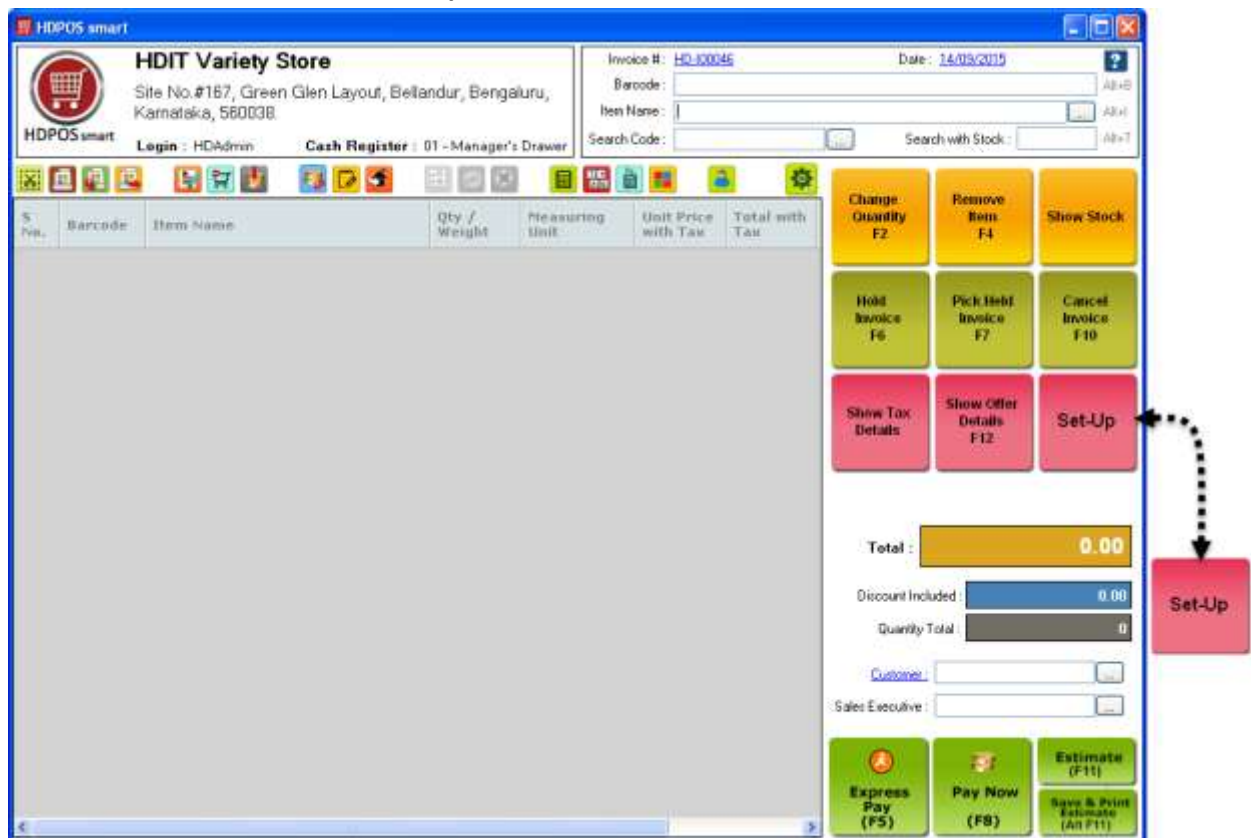 HDPOS smart
HDIT Variety Store
Site No.#167, Green Glen Layout, Bellandur, Bengaluru,
Karnataka, 560038
HDPOS smart
Login : HDAdmin Cash Register : 01 - Manager's Drawer
Invoice #: HD-I00046 Date : 14/09/2015
Barcode : Alt+B
Item Name : ... Alt+I
Search Code : ... Search with Stock : Alt+T
S No. Barcode Item Name Qty / Weight Measuring Unit Unit Price with Tax Total with Tax
Change Quantity F2
Remove Item F4
Show Stock
Hold Invoice F6
Pick Held Invoice F7
Cancel Invoice F10
Show Tax Details
Show Offer Details F12
Set-Up
Total : 0.00
Discount Included : 0.00
Set-Up
Quantity Total : 0
Customer : ...
Sales Executive : ...
Express Pay (F5)
Pay Now (F8)
Estimate (F11)
Save & Print Estimate (Alt F11)